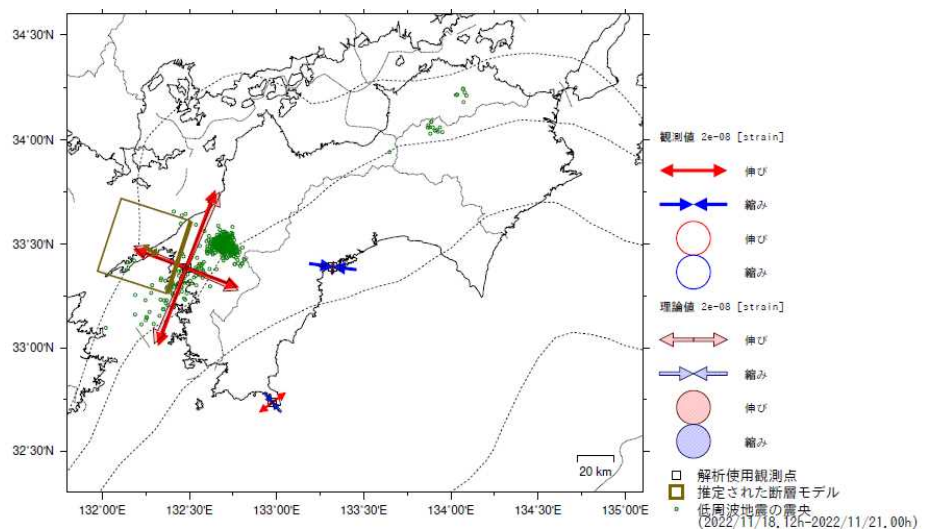 34°30'N
34°00'N
33°30'N
33°00'N
32°30'N
132°00'E 132°30'E 133°00'E 133°30'E 134°00'E 134°30'E 135°00'E
20 km
観測値 2e-08 [strain]
伸び
縮み
伸び
縮み
理論値 2e-08 [strain]
伸び
縮み
伸び
縮み
解析使用観測点
推定された断層モデル
低周波地震の震央
(2022/11/18.12h-2022/11/21.00h)